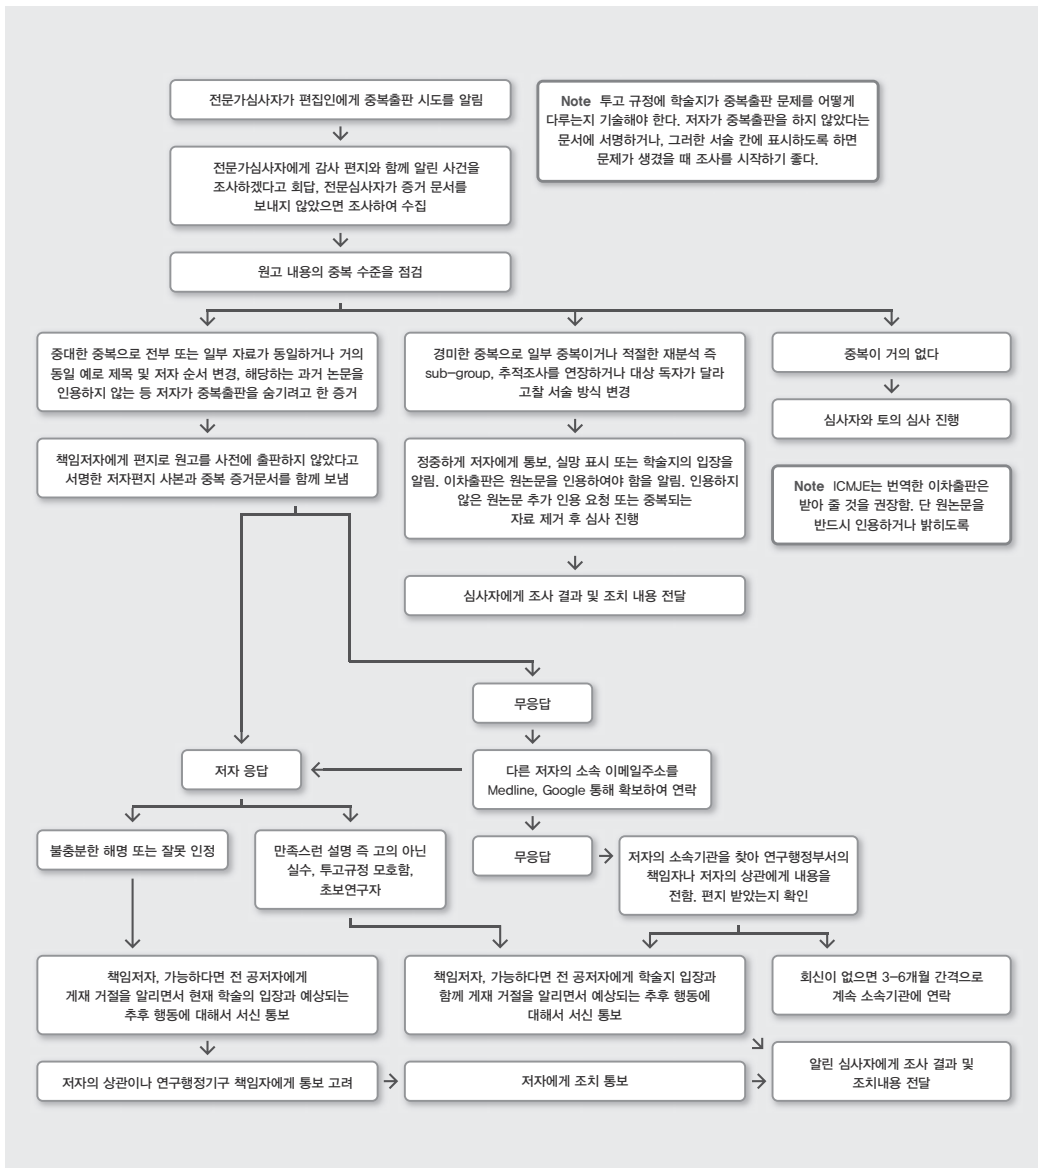 전문가심사자가 편집인에게 중복출판 시도를 알림
Note 투고 규정에 학술지가 중복출판 문제를 어떻게
다루는지 기술해야 한다. 저자가 중복출판을 하지 않았다는
문서에 서명하거나, 그러한 서술 칸에 표시하도록 하면
문제가 생겼을 때 조사를 시작하기 좋다.
전문가심사자에게 감사 편지와 함께 알린 사건을
조사하겠다고 회답, 전문심사자가 증거 문서를
보내지 않았으면 조사하여 수집
원고 내용의 중복 수준을 점검
중대한 중복으로 전부 또는 일부 자료가 동일하거나 거의
동일 예로 제목 및 저자 순서 변경, 해당하는 과거 논문을
인용하지 않는 등 저자가 중복출판을 숨기려고 한 증거
경미한 중복으로 일부 중복이거나 적절한 재분석 즉
sub-group, 추적조사를 연장하거나 대상 독자가 달라
고찰 서술 방식 변경
중복이 거의 없다
심사자와 토의 심사 진행
책임저자에게 편지로 원고를 사전에 출판하지 않았다고
서명한 저자편지 사본과 중복 증거문서를 함께 보냄
정중하게 저자에게 통보, 실망 표시 또는 학술지의 입장을
알림. 이차출판은 원논문을 인용하여야 함을 알림. 인용하지
않은 원논문 추가 인용 요청 또는 중복되는
자료 제거 후 심사 진행
Note ICMJE는 번역한 이차출판은
받아 줄 것을 권장함. 단 원논문을
반드시 인용하거나 밝히도록
심사자에게 조사 결과 및 조치 내용 전달
무응답
저자 응답
다른 저자의 소속 이메일주소를
Medline, Google 통해 확보하여 연락
불충분한 해명 또는 잘못 인정
만족스런 설명 즉 고의 아닌
실수, 투고규정 모호함,
초보연구자
무응답
저자의 소속기관을 찾아 연구행정부서의
책임자나 저자의 상관에게 내용을
전함. 편지 받았는지 확인
책임저자, 가능하다면 전 공저자에게
게재 거절을 알리면서 현재 학술의 입장과 예상되는
추후 행동에 대해서 서신 통보
책임저자, 가능하다면 전 공저자에게 학술지 입장과
함께 게재 거절을 알리면서 예상되는 추후 행동에
대해서 서신 통보
회신이 없으면 3-6개월 간격으로
계속 소속기관에 연락
저자의 상관이나 연구행정기구 책임자에게 통보 고려
저자에게 조치 통보
알린 심사자에게 조사 결과 및
조치내용 전달